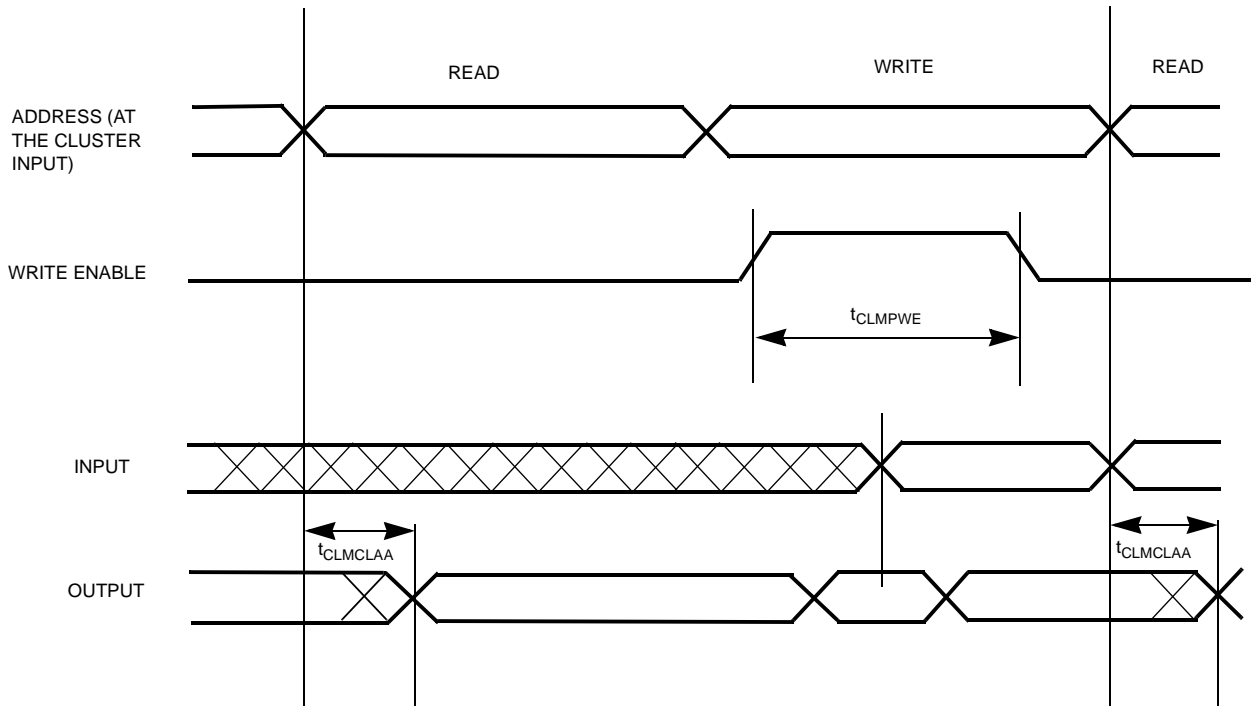 READ
WRITE
READ
ADDRESS (AT
THE CLUSTER
INPUT)
WRITE ENABLE
tCLMPWE
INPUT
tCLMCLAA
tCLMCLAA
OUTPUT